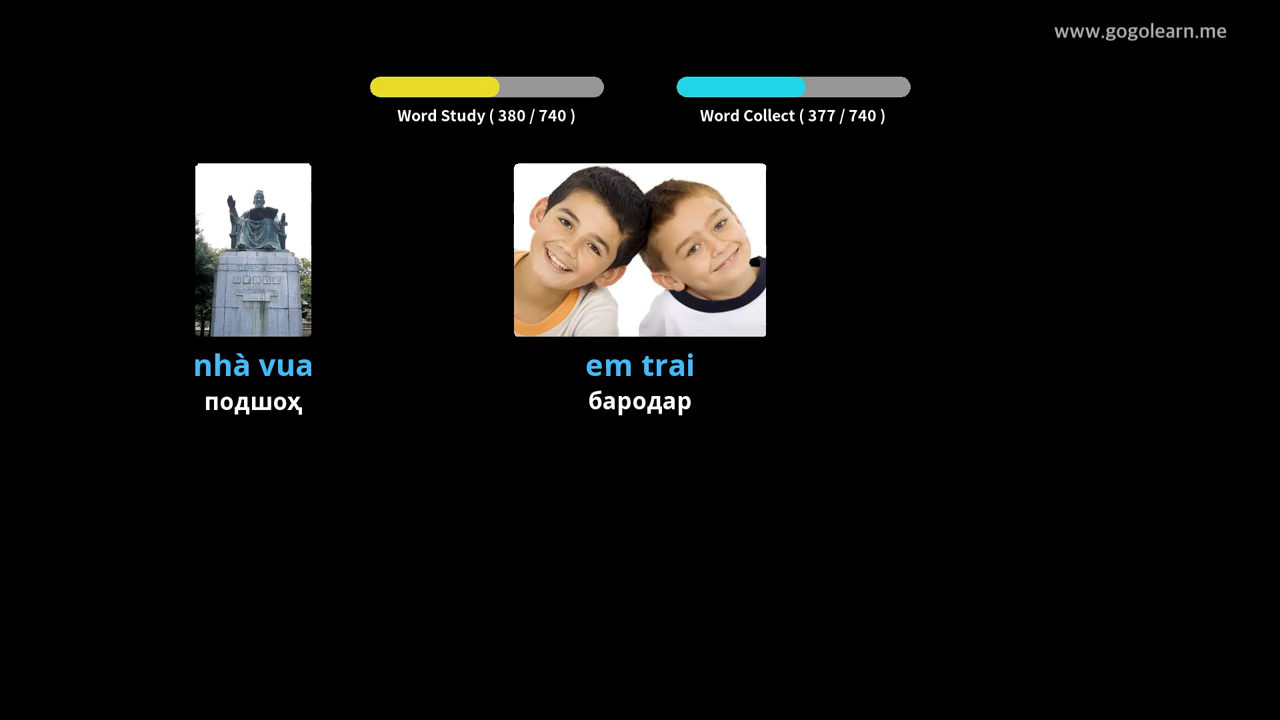 www.gogolearn.me
Word Study ( 380 / 740 )
Word Collect ( 377 / 740 )
nhà vua
em trai
подшоҳ
бародар